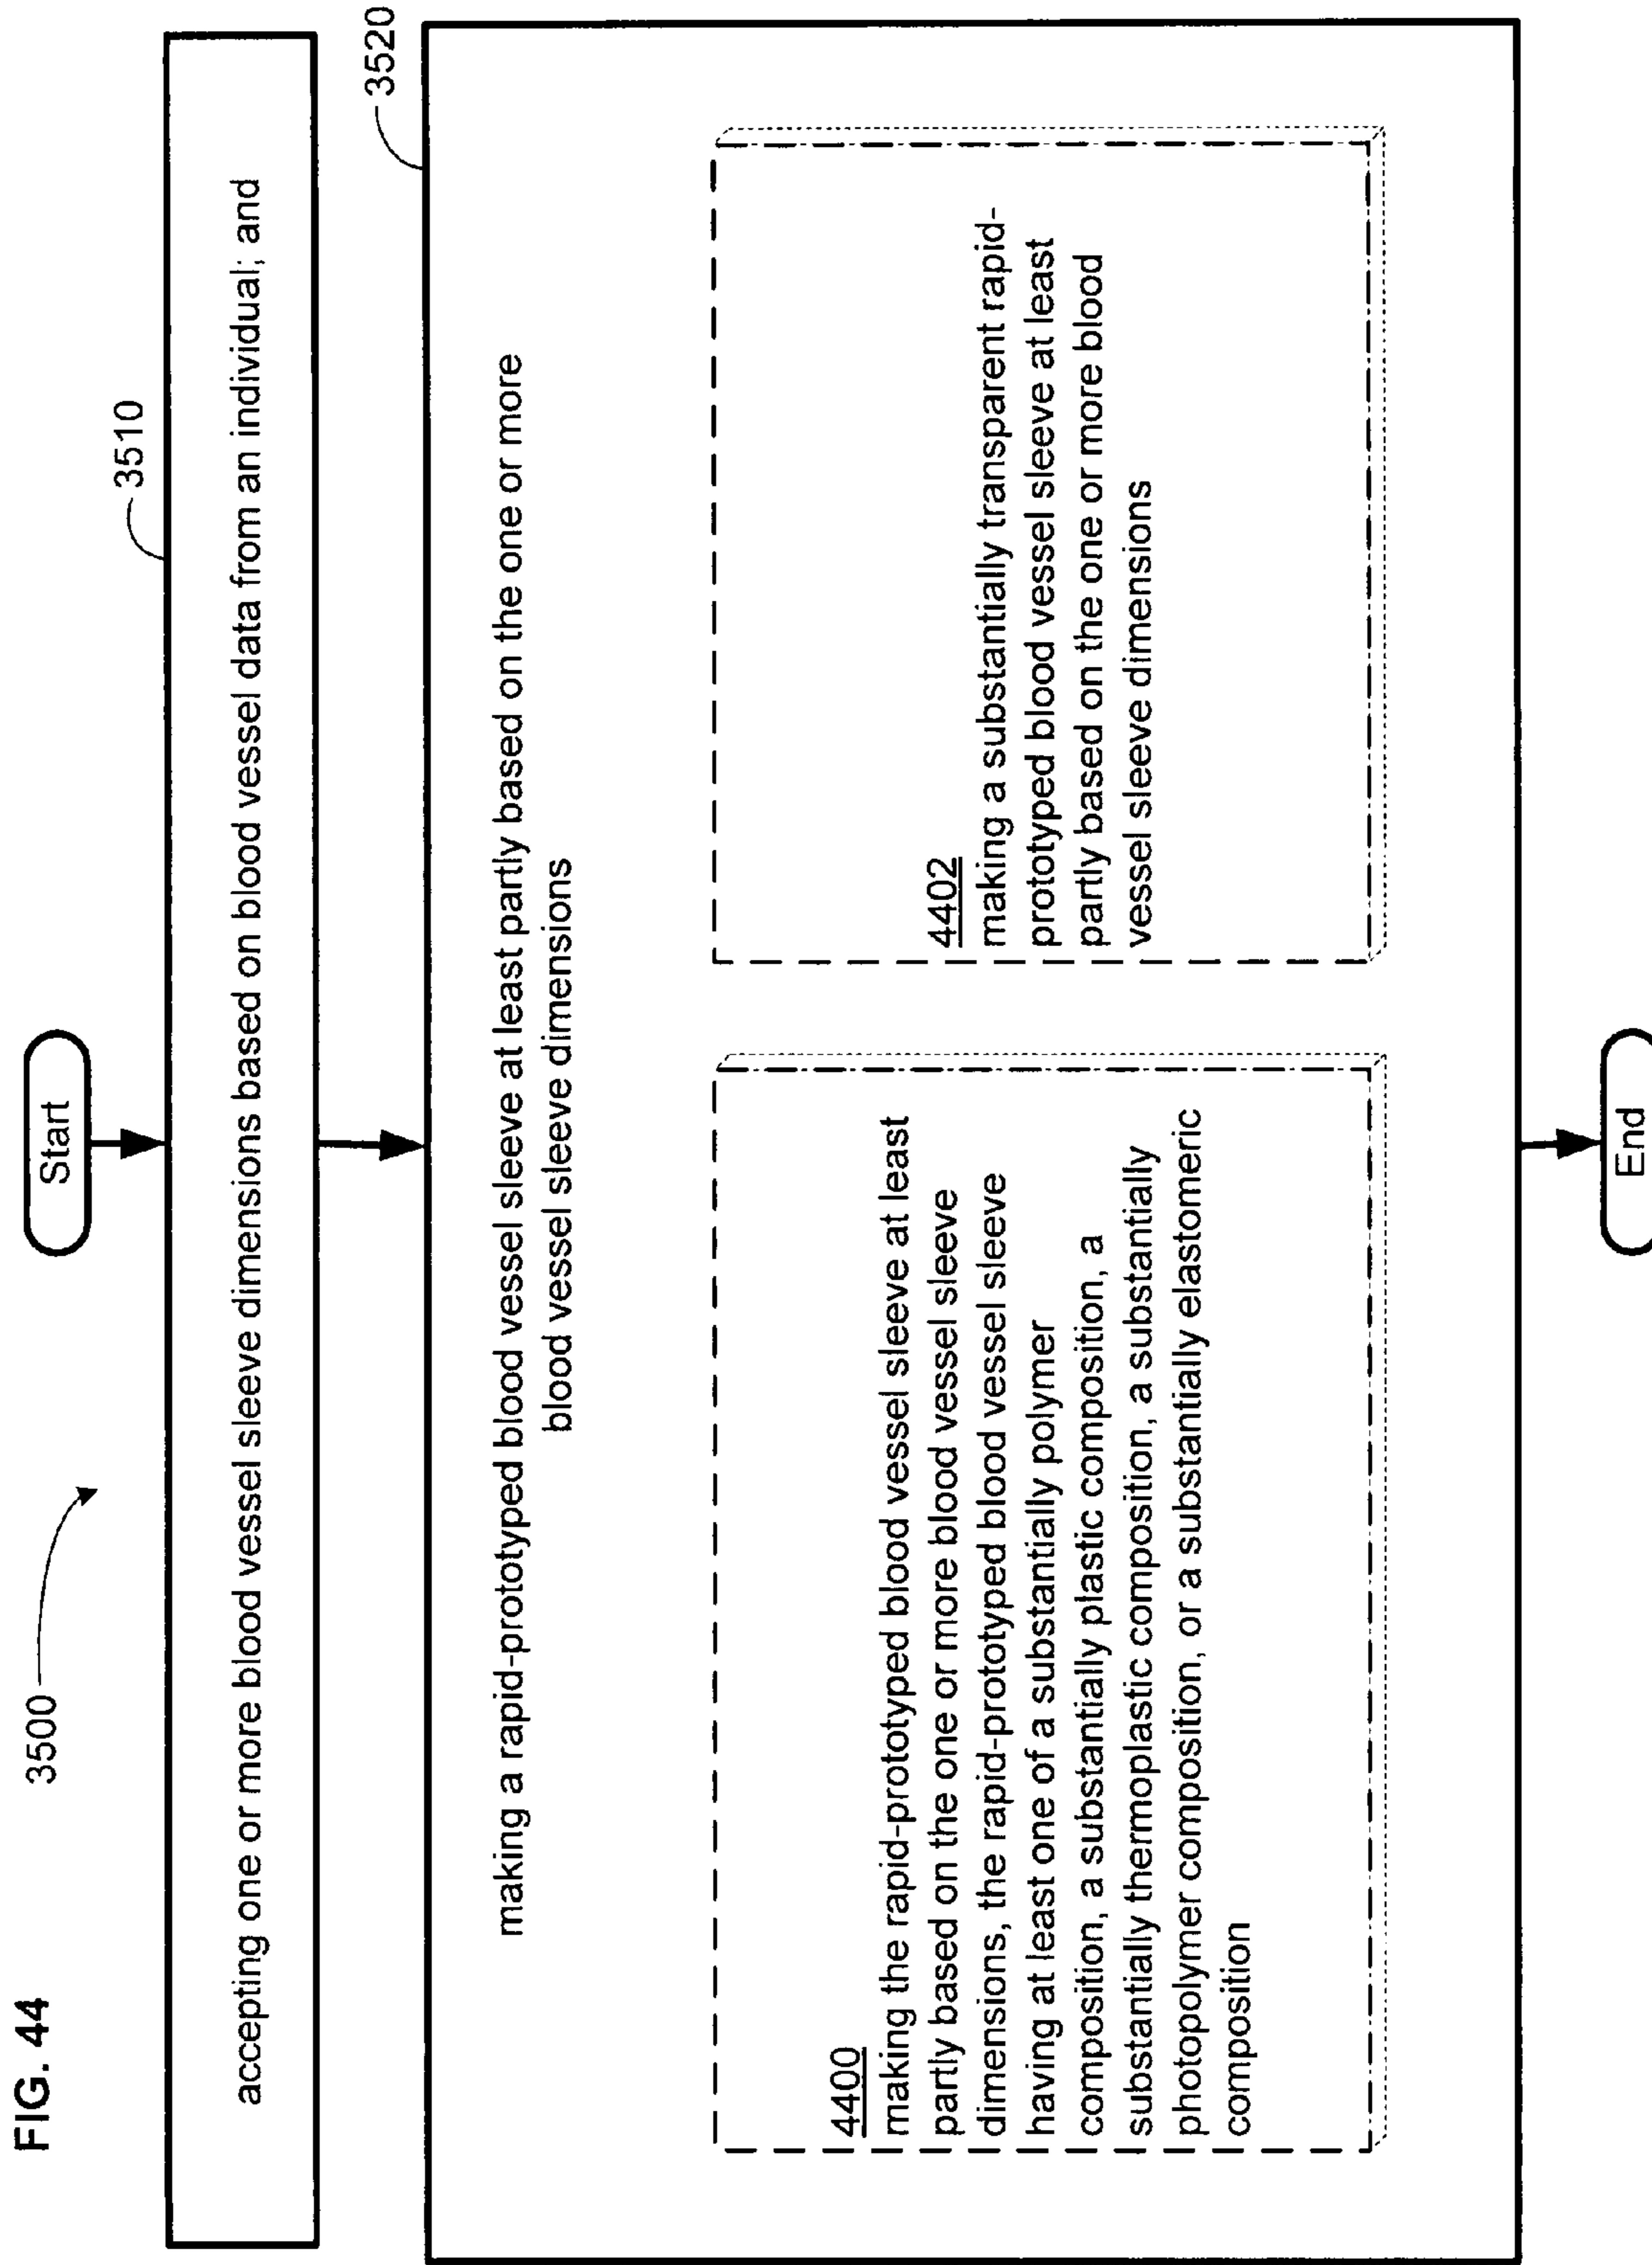 FIG. 44
3500
Start
3510
accepting one or more blood vessel sleeve dimensions based on blood vessel data from an individual; and
3520
making a rapid-prototyped blood vessel sleeve at least partly based on the one or more
blood vessel sleeve dimensions
4400
making the rapid-prototyped blood vessel sleeve at least
partly based on the one or more blood vessel sleeve
dimensions, the rapid-prototyped blood vessel sleeve
having at least one of a substantially polymer
composition, a substantially plastic composition, a
substantially thermoplastic composition, a substantially
photopolymer composition, or a substantially elastomeric
composition
4402
making a substantially transparent rapid-
prototyped blood vessel sleeve at least
partly based on the one or more blood
vessel sleeve dimensions
End